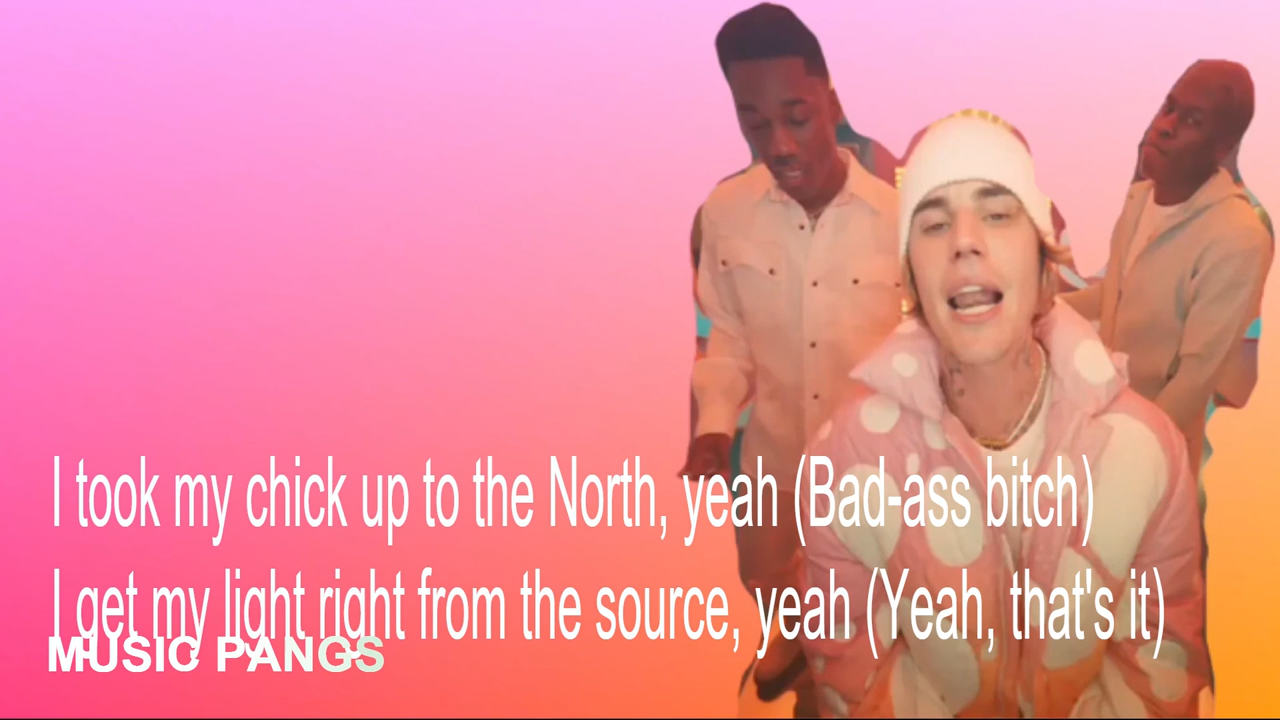 I took my chick up to the North, yeah (Bad-ass bitch)
I get my light right from the source, yeah (Yeah, that's it)
MUSIC PANGS